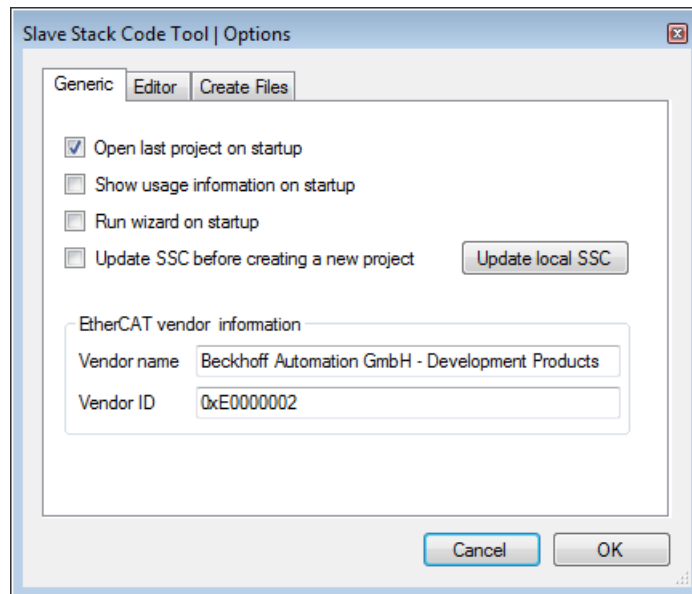 Slave Stack Code Tool | Options
Generic Editor Create Files
Open last project on startup
Show usage information on startup
Run wizard on startup
Update SSC before creating a new project Update local SSC
EtherCAT vendor information
Vendor name Beckhoff Automation GmbH - Development Products
Vendor ID 0xE0000002
Cancel OK